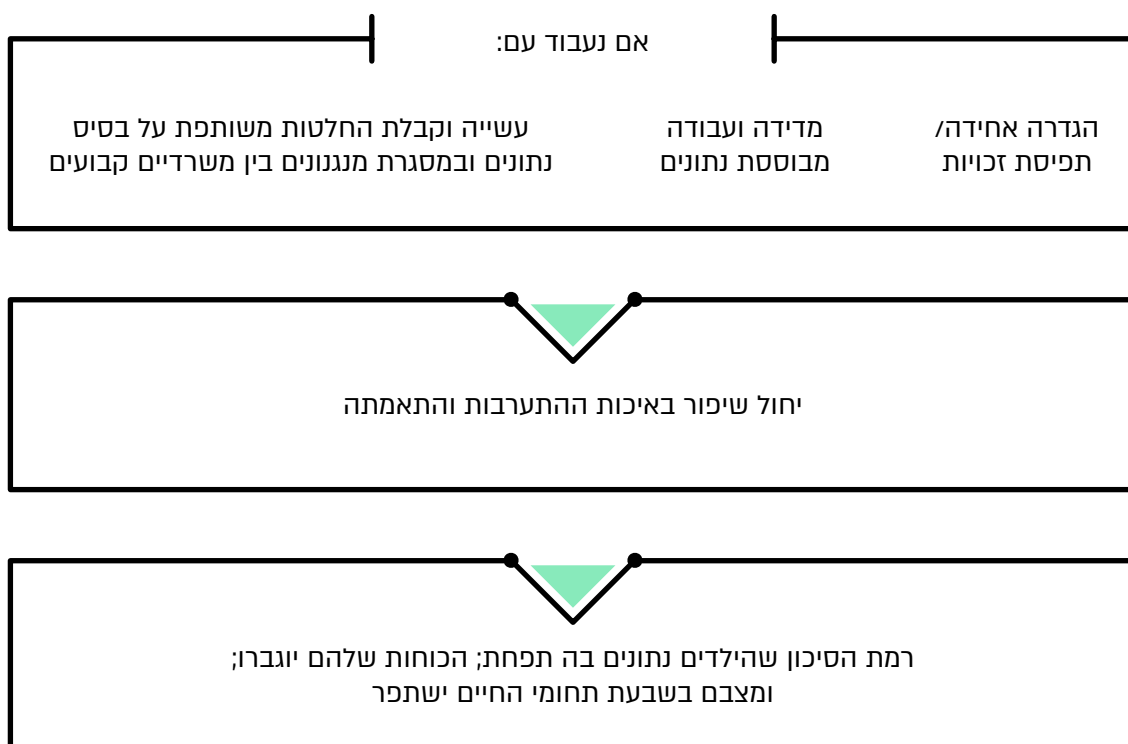 אם נעבוד עם:
הגדרה אחידה/
תפיסת זכויות
מדידה ועבודה
מבוססת נתונים
עשייה וקבלת החלטות משותפת על בסיס
נתונים ובמסגרת מנגנונים בין משרדיים קבועים
יחול שיפור באיכות ההתערבות והתאמתה
רמת הסיכון שהילדים נתונים בה תפחת; הכוחות שלהם יוגברו;
ומצבם בשבעת תחומי החיים ישתפר